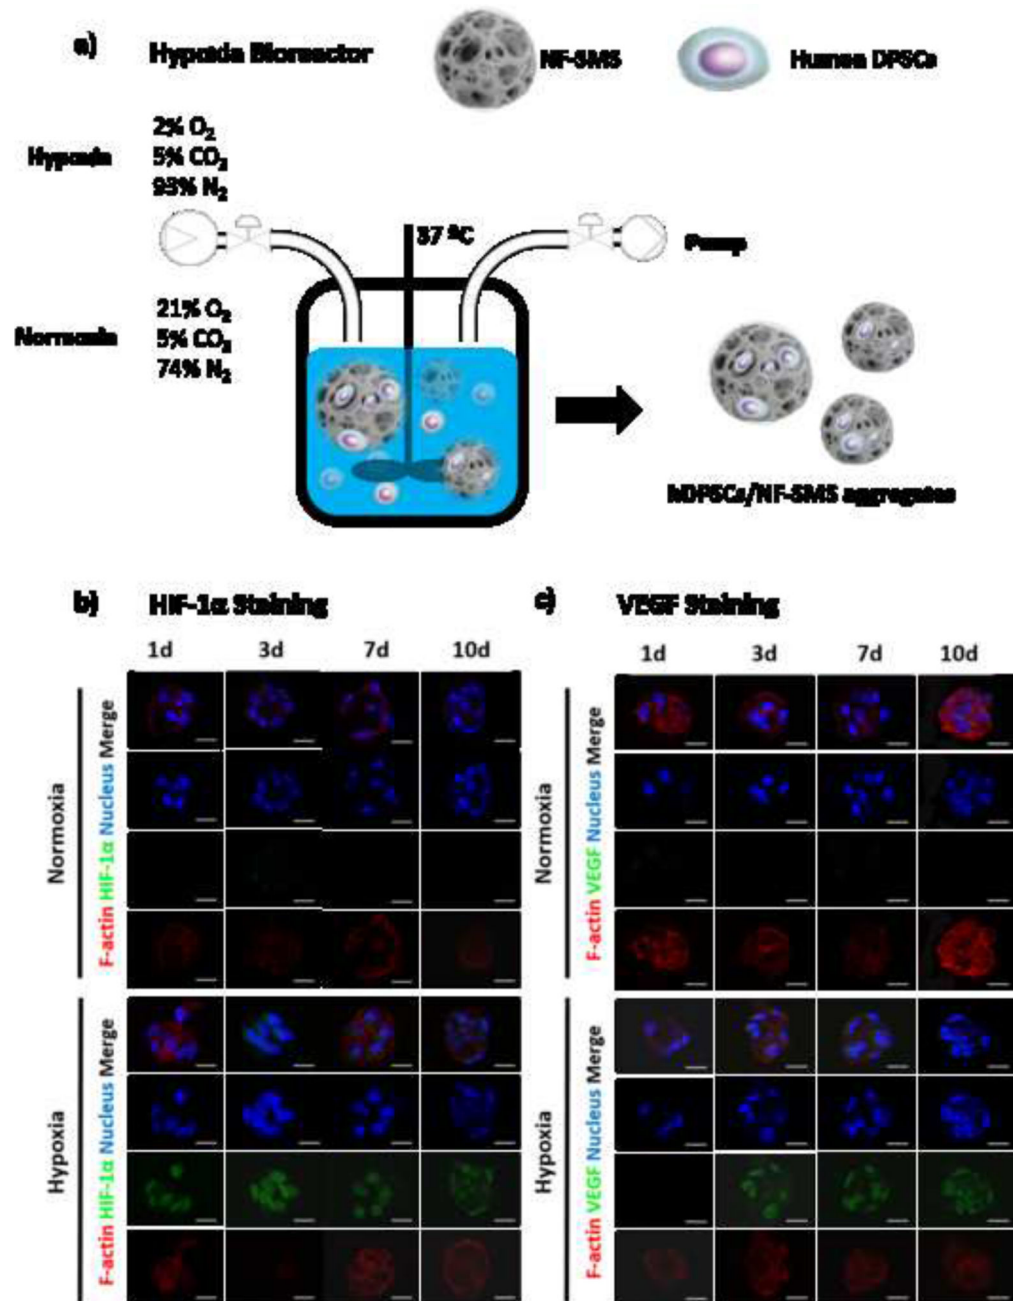 a) Hypoxia Bioreactor
NF-SMS
Human DPSCs
Hypoxia
2% O₂
5% CO₂
93% N₂
37 ºC
Pump
Normoxia
21% O₂
5% CO₂
74% N₂
hDPSCs/NF-SMS aggregates
b) HIF-1α Staining
1d 3d 7d 10d
Normoxia
F-actin HIF-1α Nucleus Merge
Hypoxia
F-actin HIF-1α Nucleus Merge
c) VEGF Staining
1d 3d 7d 10d
Normoxia
F-actin VEGF Nucleus Merge
Hypoxia
F-actin VEGF Nucleus Merge